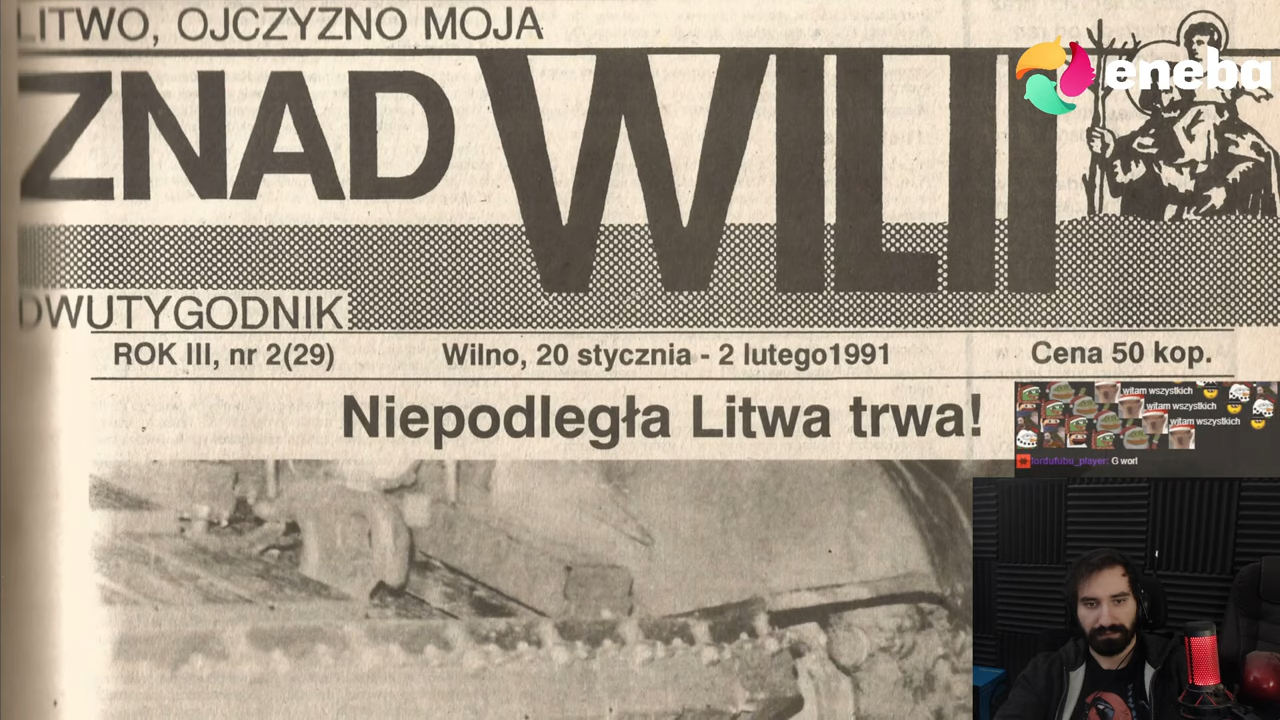 LITWO, OJCZYZNO MOJA
ZNAD WILII
eneba
DWUTYGODNIK
ROK III, nr 2(29)
Wilno, 20 stycznia - 2 lutego1991
Cena 50 kop.
Niepodległa Litwa trwa!
witam wszystkich
witam wszystkich
witam wszystkich
fordufubu_player: G worl